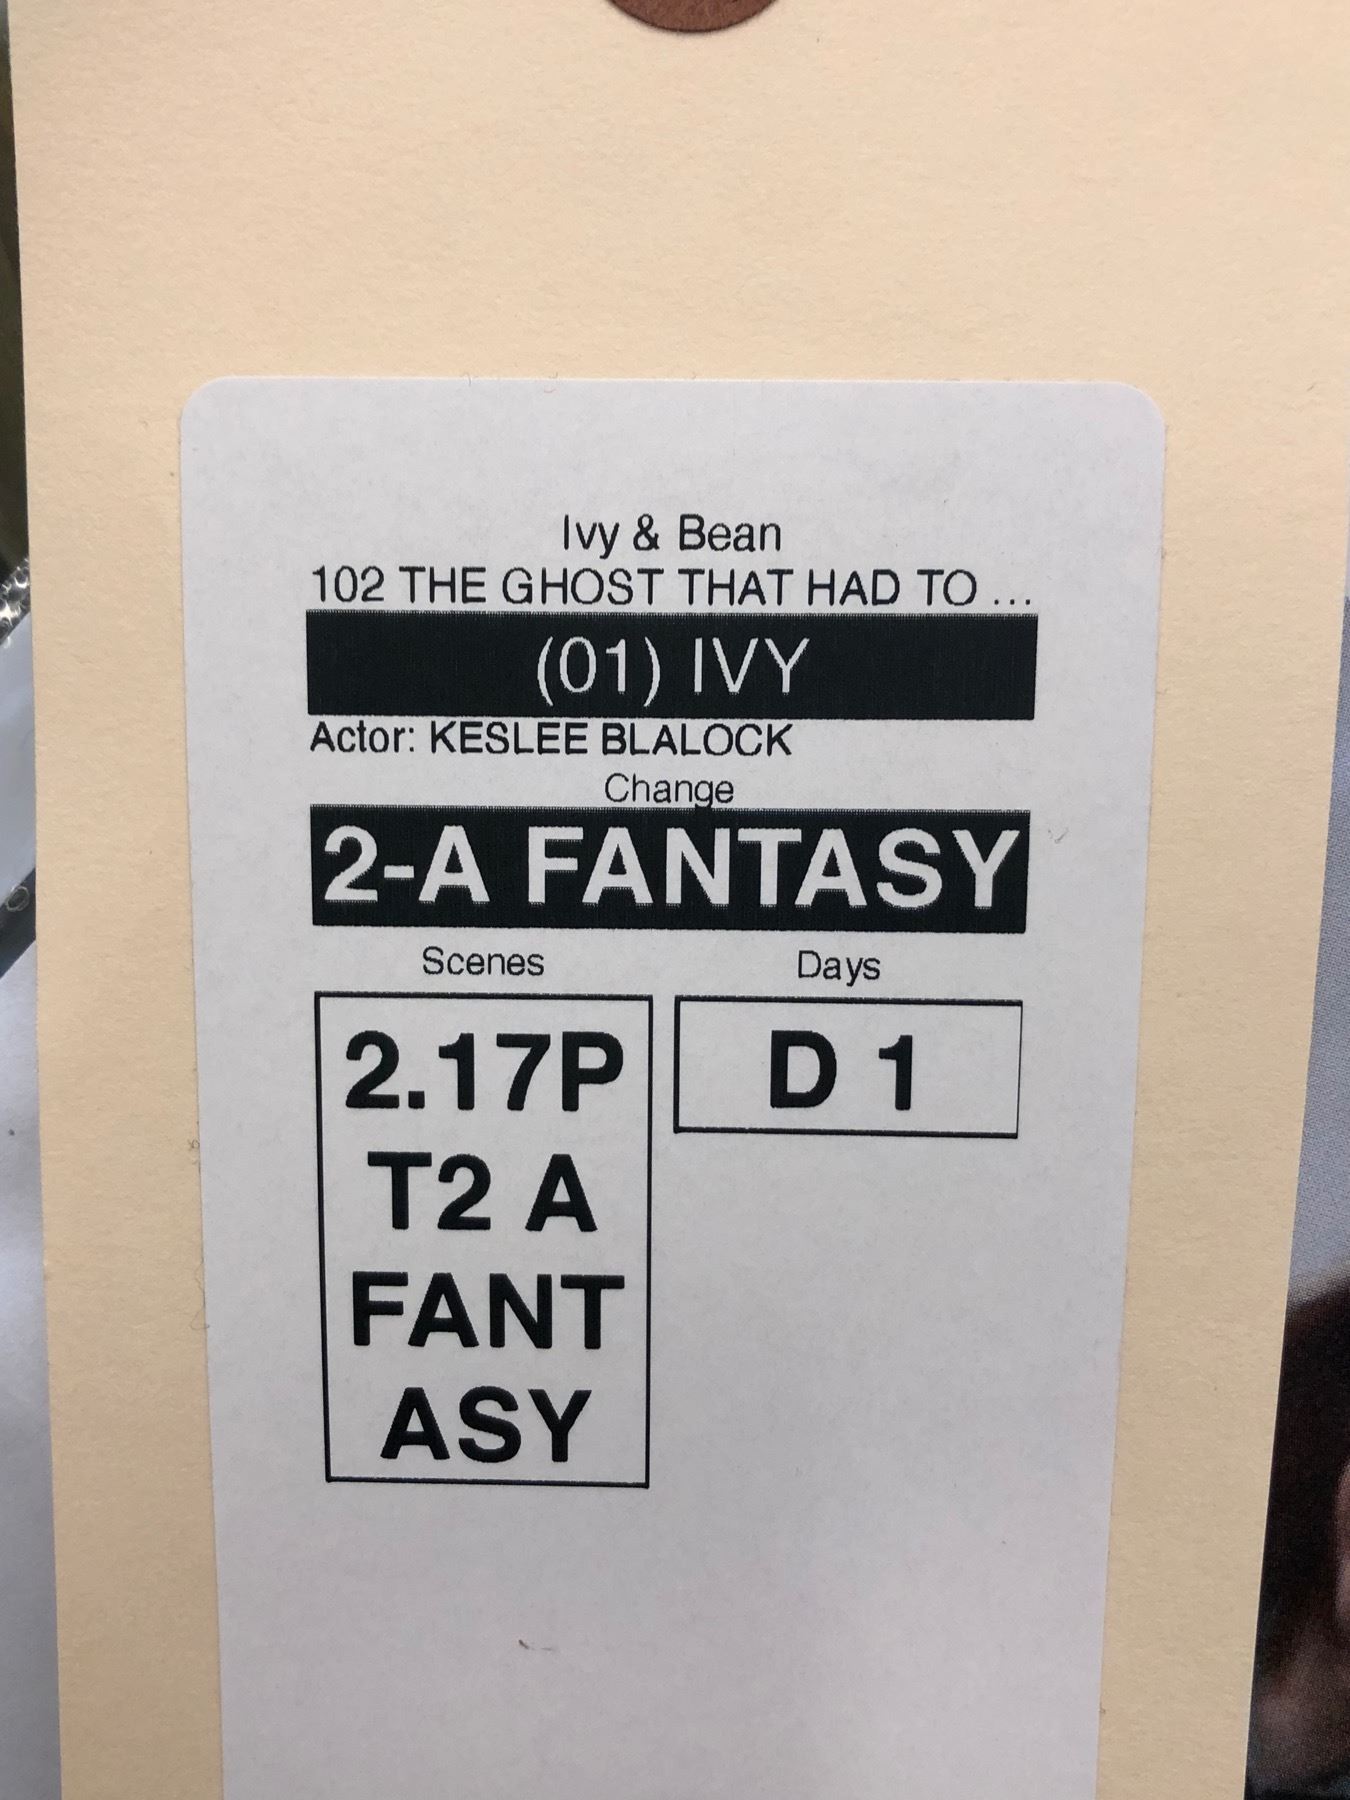 Ivy & Bean
102 THE GHOST THAT HAD TO ...
(01) IVY
Actor: KESLEE BLALOCK
Change
2-A FANTASY
Scenes
Days
2.17P
T2 A
FANT
ASY
D 1